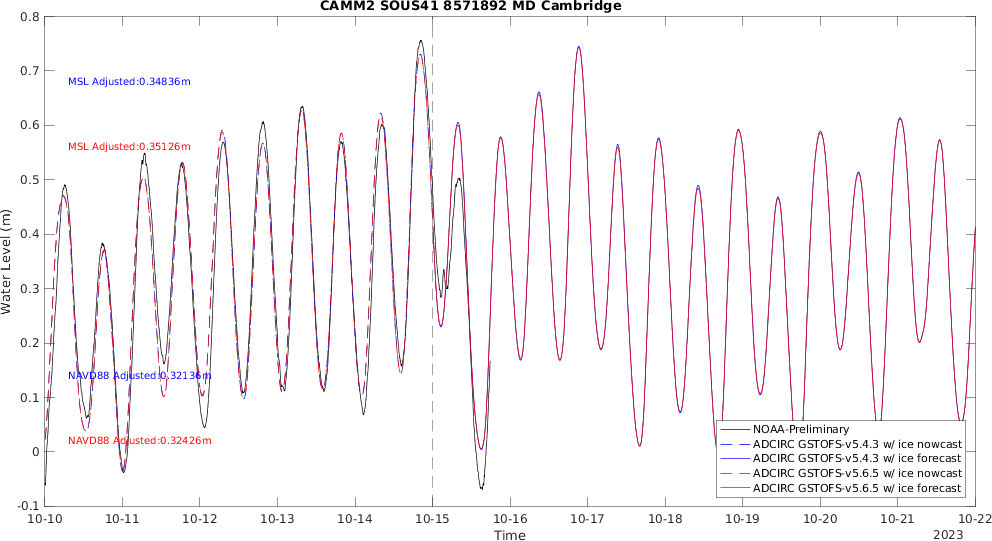 CAMM2 SOUS41 8571892 MD Cambridge
0.8
0.7
MSL Adjusted:0.34836m
0.6
MSL Adjusted:0.35126m
0.5
0.4
Water Level (m)
0.3
0.2
NAVD88 Adjusted:0.32136m
0.1
NAVD88 Adjusted:0.32426m
0
-0.1
NOAA-Preliminary
ADCIRC GSTOFS-v5.4.3 w/ ice nowcast
ADCIRC GSTOFS-v5.4.3 w/ ice forecast
ADCIRC GSTOFS-v5.6.5 w/ ice nowcast
ADCIRC GSTOFS-v5.6.5 w/ ice forecast
10-10 10-11 10-12 10-13 10-14 10-15 10-16 10-17 10-18 10-19 10-20 10-21 10-22
Time
2023